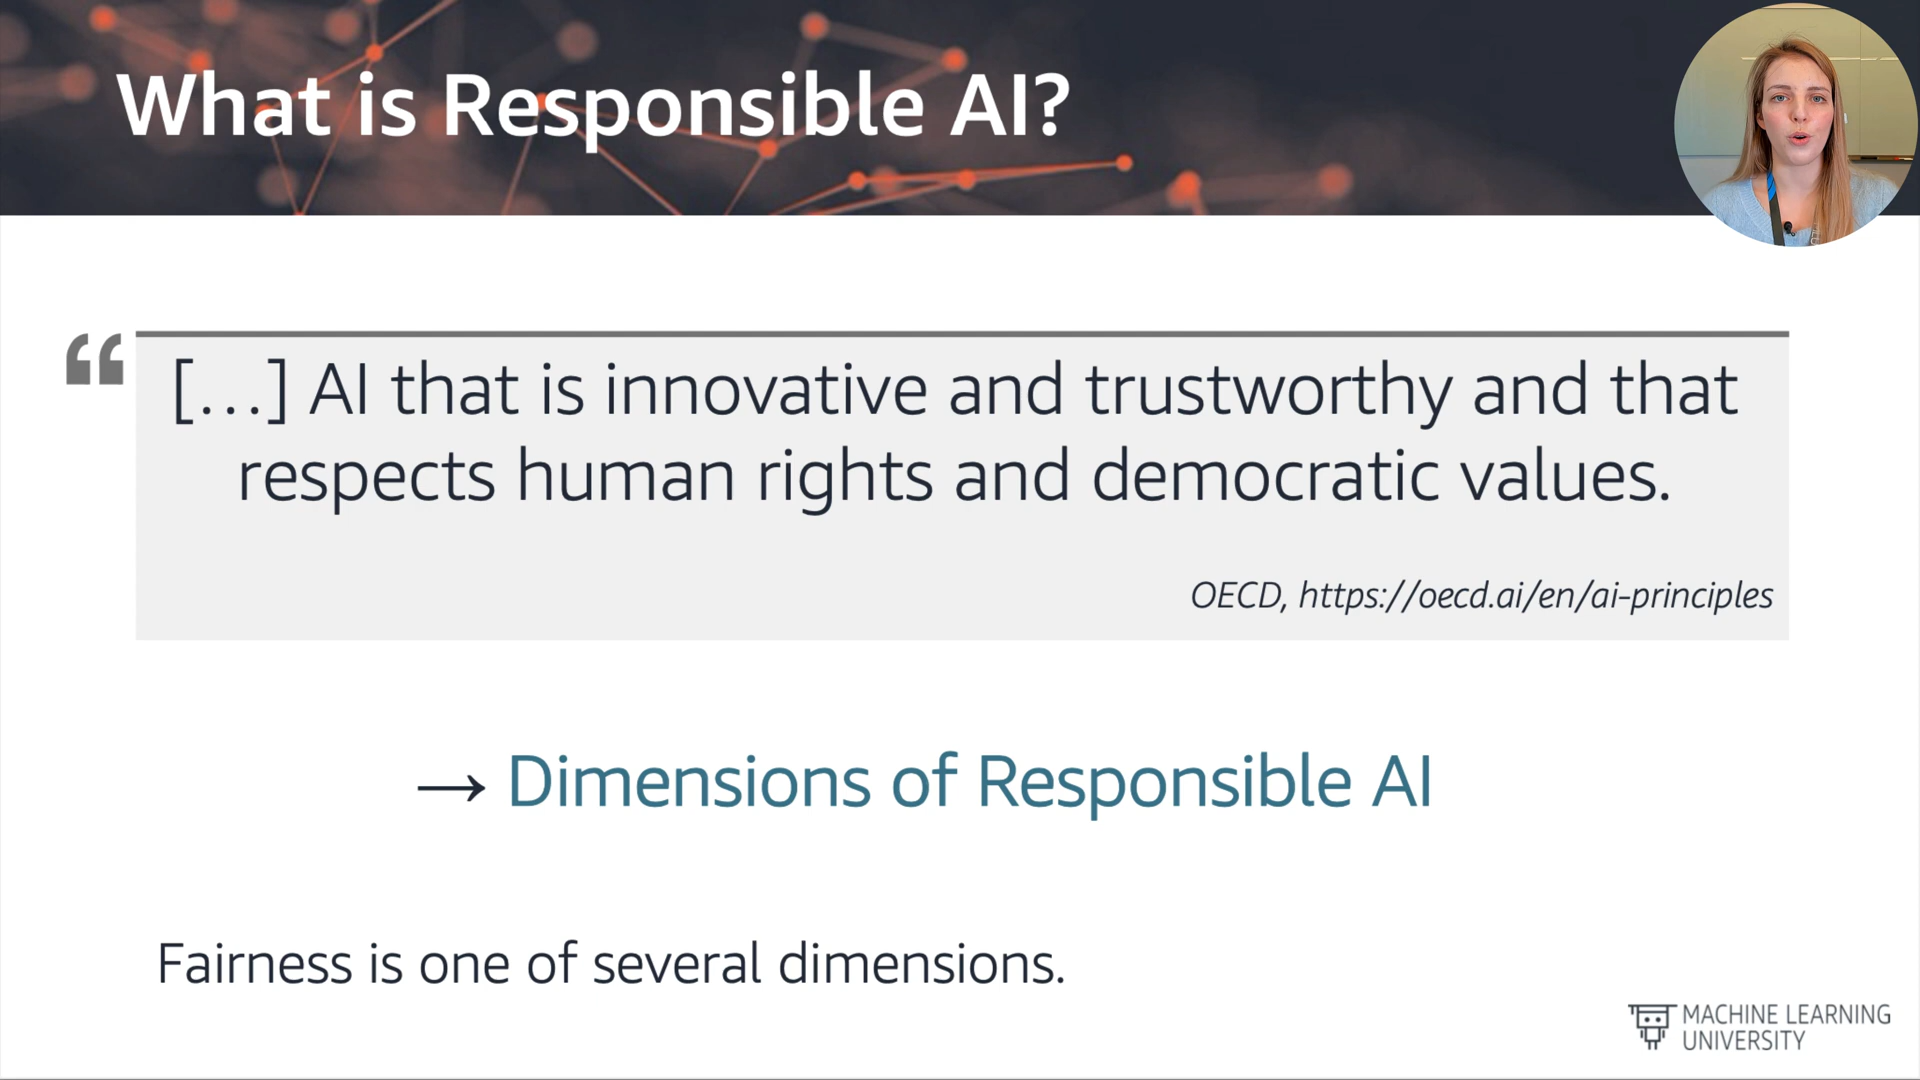 What is Responsible AI?
“
[…] AI that is innovative and trustworthy and that
respects human rights and democratic values.
OECD, https://oecd.ai/en/ai-principles
→ Dimensions of Responsible AI
Fairness is one of several dimensions.
MACHINE LEARNING
UNIVERSITY